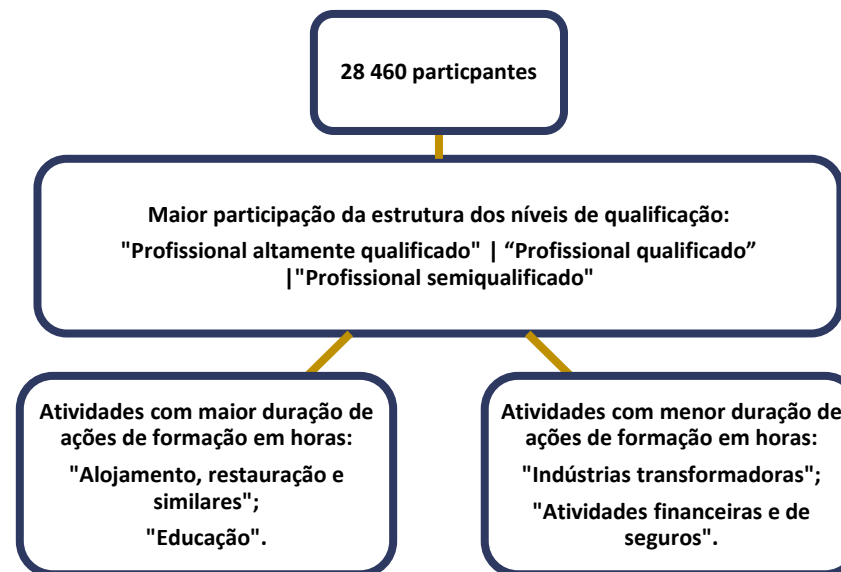 28 460 particpantes
Maior participação da estrutura dos níveis de qualificação:
"Profissional altamente qualificado" | “Profissional qualificado”
|"Profissional semiqualificado"
Atividades com maior duração de
ações de formação em horas:
"Alojamento, restauração e
similares";
"Educação".
Atividades com menor duração de
ações de formação em horas:
"Indústrias transformadoras";
"Atividades financeiras e de
seguros".